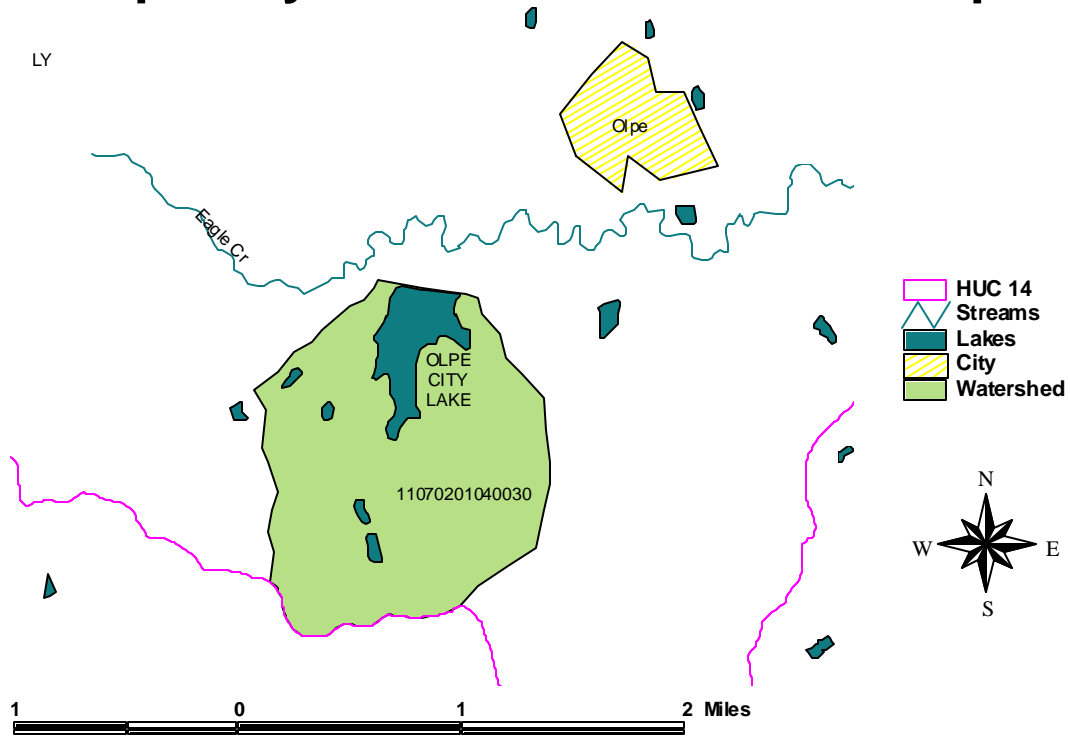 LY
Olpe
Eagle Cr
HUC 14
Streams
Lakes
City
Watershed
OLPE
CITY
LAKE
11070201040030
N
W
E
S
1 0 1 2 Miles